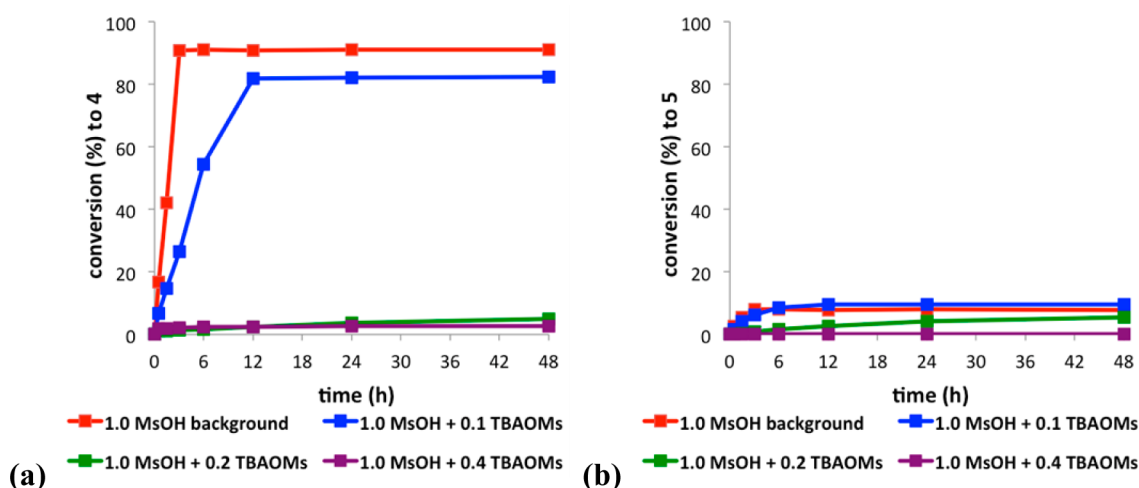 100
80
60
40
20
0
conversion (%) to 4
0 6 12 18 24 30 36 42 48
time (h)
1.0 MsOH background
1.0 MsOH + 0.1 TBAOMs
1.0 MsOH + 0.2 TBAOMs
1.0 MsOH + 0.4 TBAOMs
(a)
100
80
60
40
20
0
conversion (%) to 5
0 6 12 18 24 30 36 42 48
time (h)
1.0 MsOH background
1.0 MsOH + 0.1 TBAOMs
1.0 MsOH + 0.2 TBAOMs
1.0 MsOH + 0.4 TBAOMs
(b)